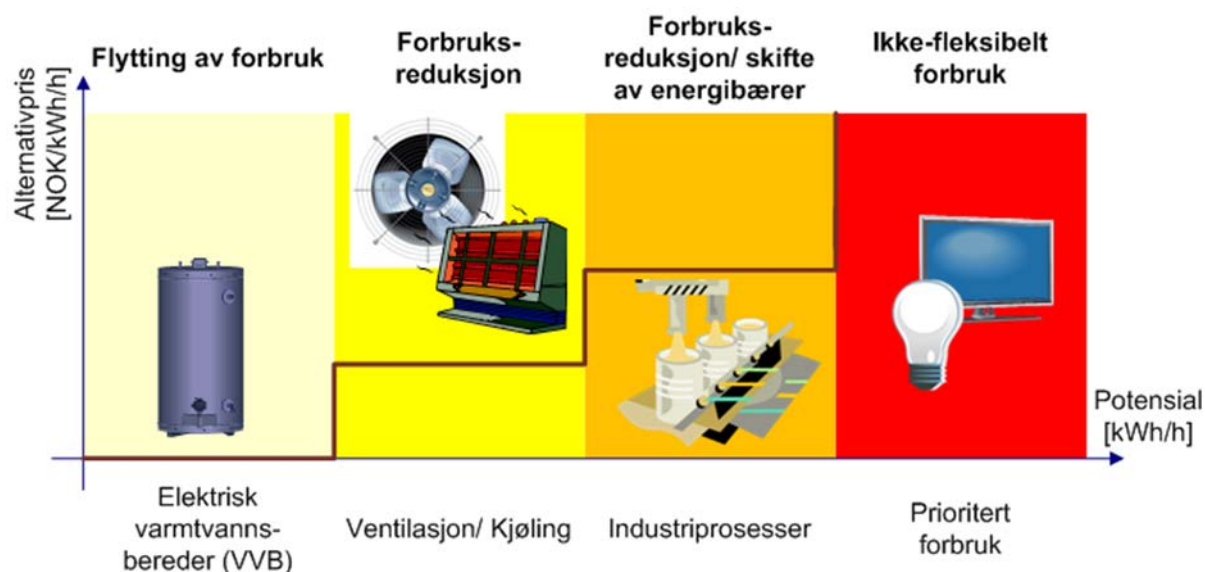 Flytting av forbruk
Forbruks-
reduksjon
Forbruks-
reduksjon/ skifte
av energibærer
Ikke-fleksibelt
forbruk
Alternativpris
[NOK/kWh/h]
Potensial
[kWh/h]
Elektrisk
varmtvanns-
bereder (VVB)
Ventilasjon/ Kjøling
Industriprosesser
Prioritert
forbruk